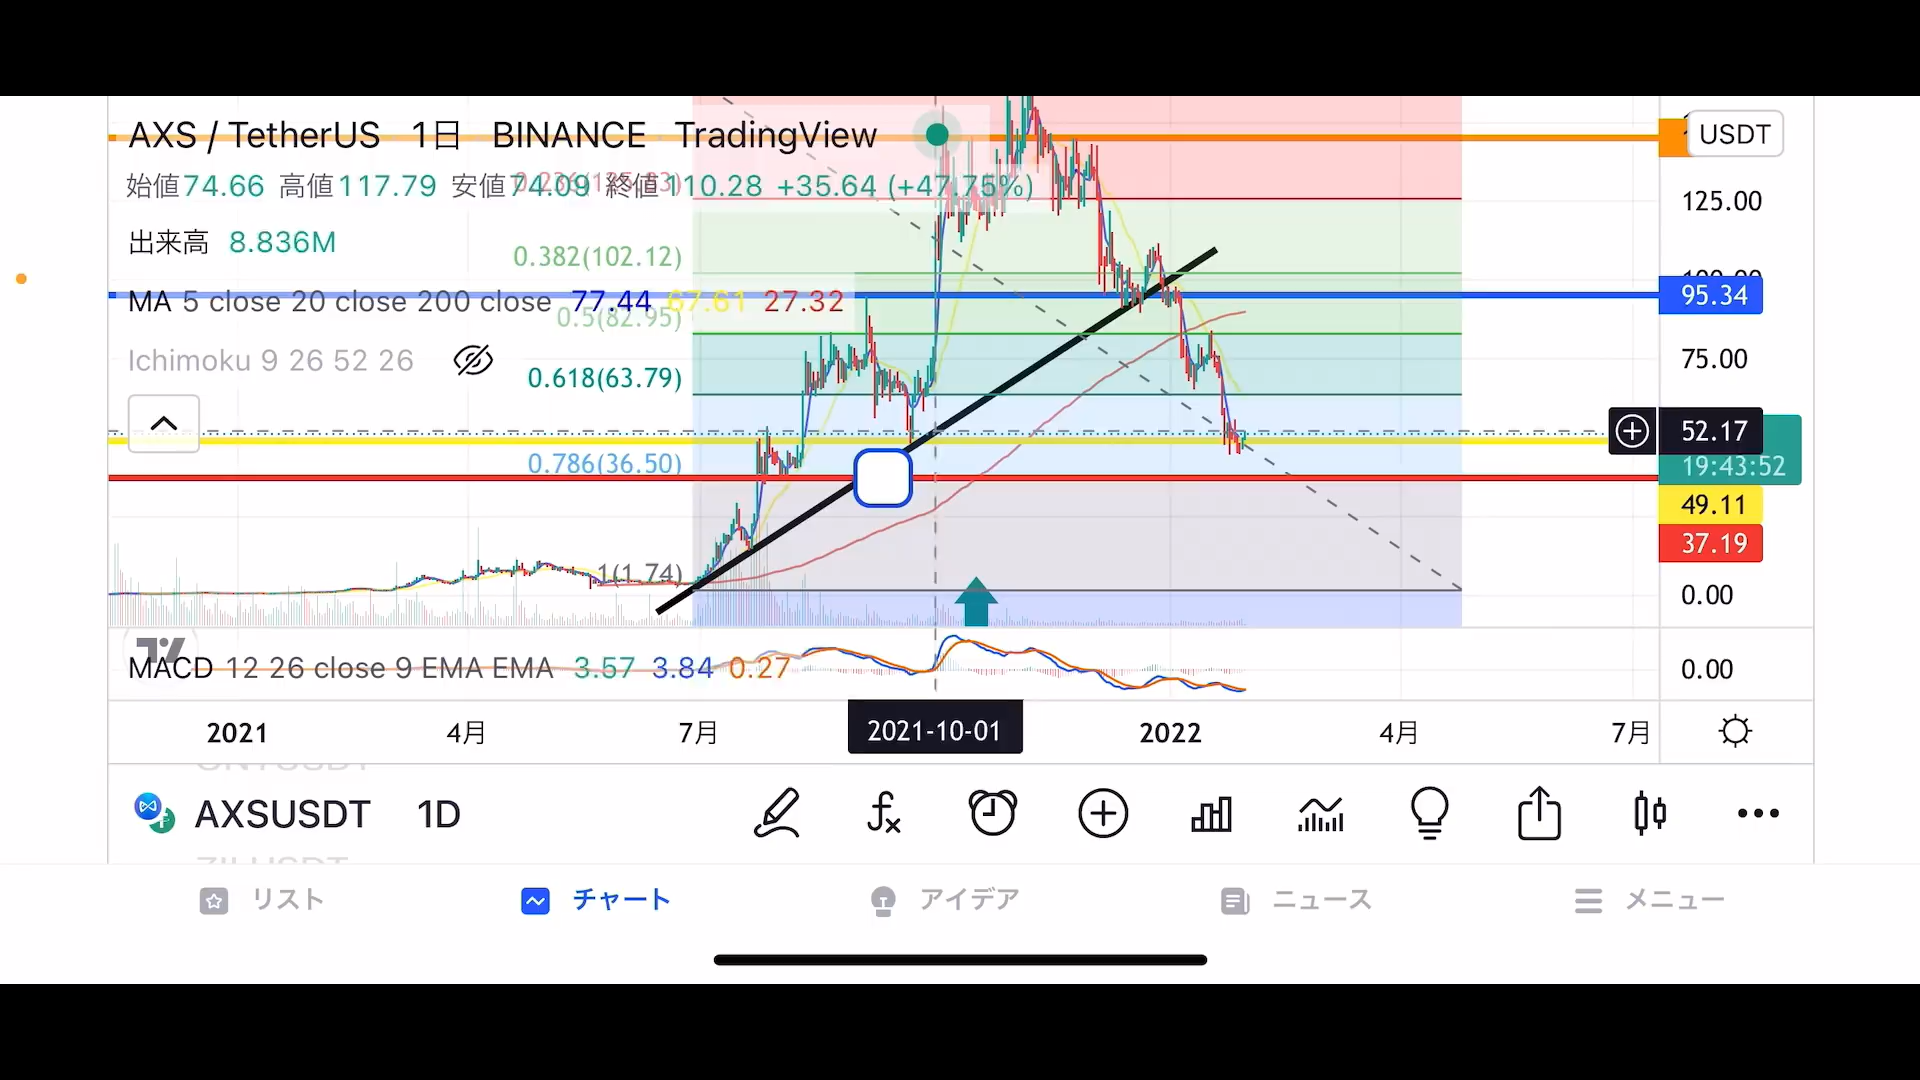 AXS / TetherUS 1日 BINANCE TradingView
USDT
始値74.66 高値117.79 安値74.09 終値110.28 +35.64 (+47.75%)
125.00
出来高 8.836M
0.382(102.12)
100.00
95.34
MA 5 close 20 close 200 close 77.44 67.61 27.32
0.5(82.95)
Ichimoku 9 26 52 26
75.00
0.618(63.79)
52.17
0.786(36.50)
19:43:52
49.11
37.19
1(1.74)
0.00
MACD 12 26 close 9 EMA EMA 3.57 3.84 0.27
0.00
2021 4月 7月 2021-10-01 2022 4月 7月
AXSUSDT 1D
リスト チャート アイデア ニュース メニュー